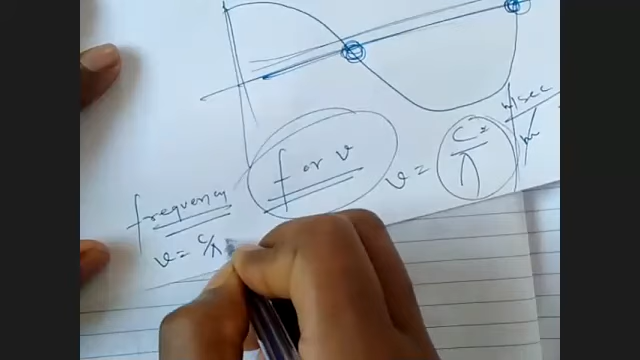 f or ν
ν = C/λ = m/sec / m
frequency
ν = c/λ